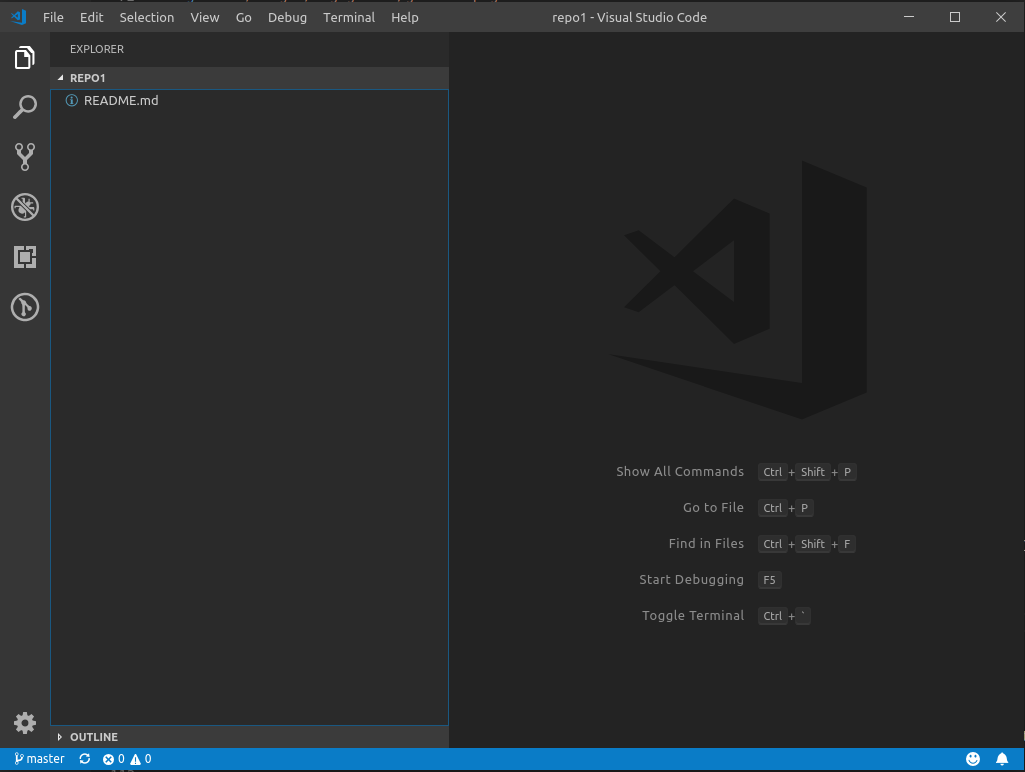 File Edit Selection View Go Debug Terminal Help repo1 - Visual Studio Code
EXPLORER
REPO1
README.md
Show All Commands Ctrl + Shift + P
Go to File Ctrl + P
Find in Files Ctrl + Shift + F
Start Debugging F5
Toggle Terminal Ctrl + `
OUTLINE
master 0 0